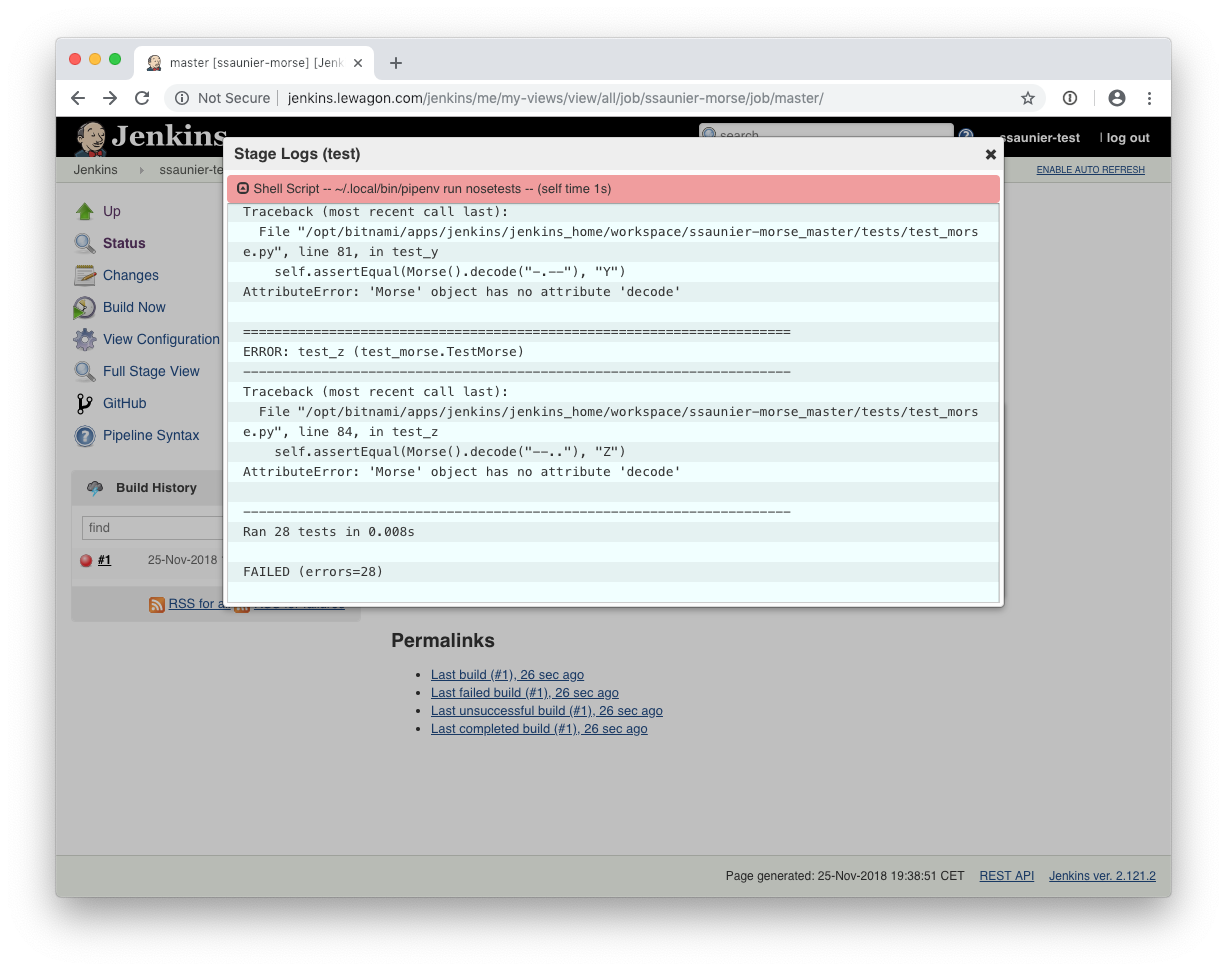 master [ssaunier-morse] [Jenk
Not Secure jenkins.lewagon.com/jenkins/me/my-views/view/all/job/ssaunier-morse/job/master/
Jenkins
search
ssaunier-test | log out
Jenkins ssaunier-te
ENABLE AUTO REFRESH
Up
Status
Changes
Build Now
View Configuration
Full Stage View
GitHub
Pipeline Syntax
Build History
find
#1 25-Nov-2018
RSS for a
Stage Logs (test)
Shell Script -- ~/.local/bin/pipenv run nosetests -- (self time 1s)
Traceback (most recent call last):
File "/opt/bitnami/apps/jenkins/jenkins_home/workspace/ssaunier-morse_master/tests/test_mors
e.py", line 81, in test_y
self.assertEqual(Morse().decode("-.--"), "Y")
AttributeError: 'Morse' object has no attribute 'decode'
======================================================================
ERROR: test_z (test_morse.TestMorse)
----------------------------------------------------------------------
Traceback (most recent call last):
File "/opt/bitnami/apps/jenkins/jenkins_home/workspace/ssaunier-morse_master/tests/test_mors
e.py", line 84, in test_z
self.assertEqual(Morse().decode("--.."), "Z")
AttributeError: 'Morse' object has no attribute 'decode'
----------------------------------------------------------------------
Ran 28 tests in 0.008s
FAILED (errors=28)
Permalinks
Last build (#1), 26 sec ago
Last failed build (#1), 26 sec ago
Last unsuccessful build (#1), 26 sec ago
Last completed build (#1), 26 sec ago
Page generated: 25-Nov-2018 19:38:51 CET REST API Jenkins ver. 2.121.2